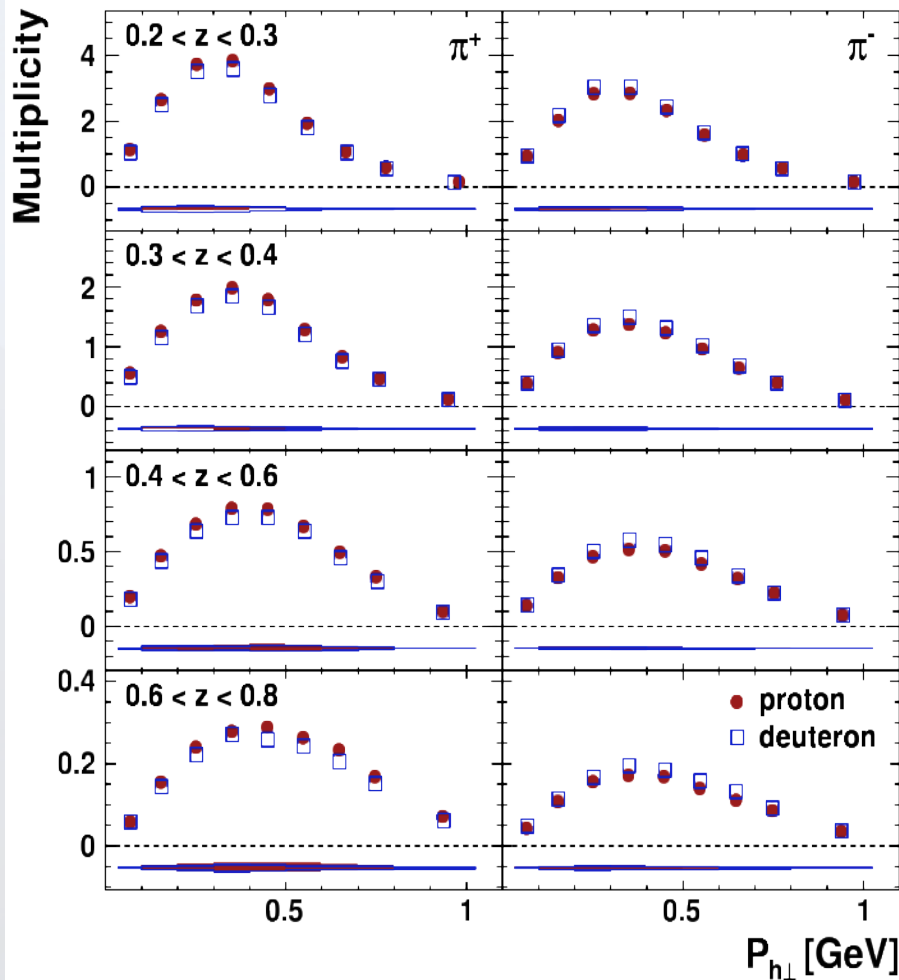 Multiplicity
0.2 < z < 0.3
π+
π-
4
2
0
0.3 < z < 0.4
2
1
0
0.4 < z < 0.6
1
0.5
0
0.6 < z < 0.8
0.4
0.2
0
proton
deuteron
0.5
1
0.5
1
P_h⊥ [GeV]